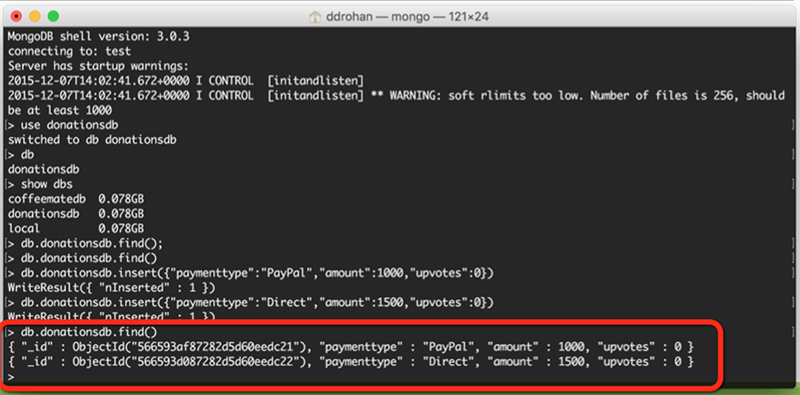 ddrohan — mongo — 121×24
MongoDB shell version: 3.0.3
connecting to: test
Server has startup warnings:
2015-12-07T14:02:41.672+0000 I CONTROL  [initandlisten]
2015-12-07T14:02:41.672+0000 I CONTROL  [initandlisten] ** WARNING: soft rlimits too low. Number of files is 256, should
be at least 1000
> use donationsdb
switched to db donationsdb
> db
donationsdb
> show dbs
coffeematedb  0.078GB
donationsdb   0.078GB
local         0.078GB
> db.donationsdb.find();
> db.donationsdb.find()
> db.donationsdb.insert({"paymenttype":"PayPal","amount":1000,"upvotes":0})
WriteResult({ "nInserted" : 1 })
> db.donationsdb.insert({"paymenttype":"Direct","amount":1500,"upvotes":0})
WriteResult({ "nInserted" : 1 })
> db.donationsdb.find()
{ "_id" : ObjectId("566593af87282d5d60eedc21"), "paymenttype" : "PayPal", "amount" : 1000, "upvotes" : 0 }
{ "_id" : ObjectId("566593d087282d5d60eedc22"), "paymenttype" : "Direct", "amount" : 1500, "upvotes" : 0 }
>